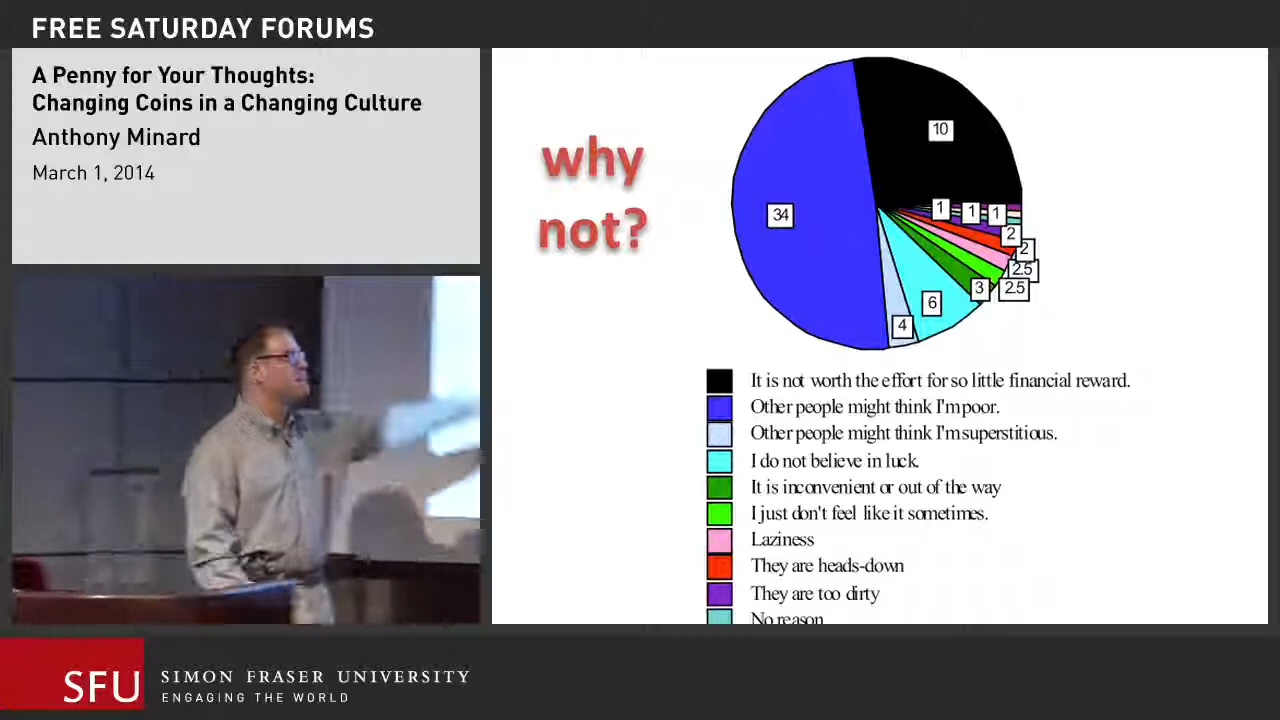 FREE SATURDAY FORUMS
A Penny for Your Thoughts:
Changing Coins in a Changing Culture
Anthony Minard
March 1, 2014
why
not?
10
34
1
1
1
2
2
2.5
2.5
3
6
4
It is not worth the effort for so little financial reward.
Other people might think I'm poor.
Other people might think I'm superstitious.
I do not believe in luck.
It is inconvenient or out of the way
I just don't feel like it sometimes.
Laziness
They are heads-down
They are too dirty
No reason
SFU
SIMON FRASER UNIVERSITY
ENGAGING THE WORLD